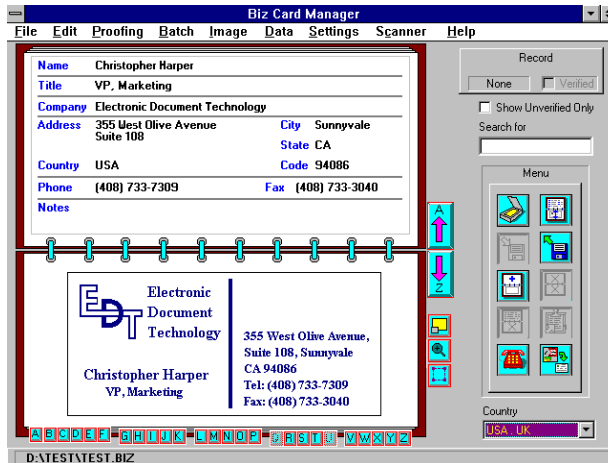 Biz Card Manager
File Edit Proofing Batch Image Data Settings Scanner Help
Name Christopher Harper
Title VP, Marketing
Company Electronic Document Technology
Address 355 West Olive Avenue City Sunnyvale
Suite 108
State CA
Country USA Code 94086
Phone (408) 733-7309 Fax (408) 733-3040
Notes
Record
None Verified
Show Unverified Only
Search for
Menu
A
Z
EDT
Electronic
Document
Technology
355 West Olive Avenue,
Suite 108, Sunnyvale
CA 94086
Tel: (408) 733-7309
Fax: (408) 733-3040
Christopher Harper
VP, Marketing
Country
USA, UK
A B C D E F G H I J K L M N O P Q R S T U V W X Y Z
D:\TEST\TEST.BIZ